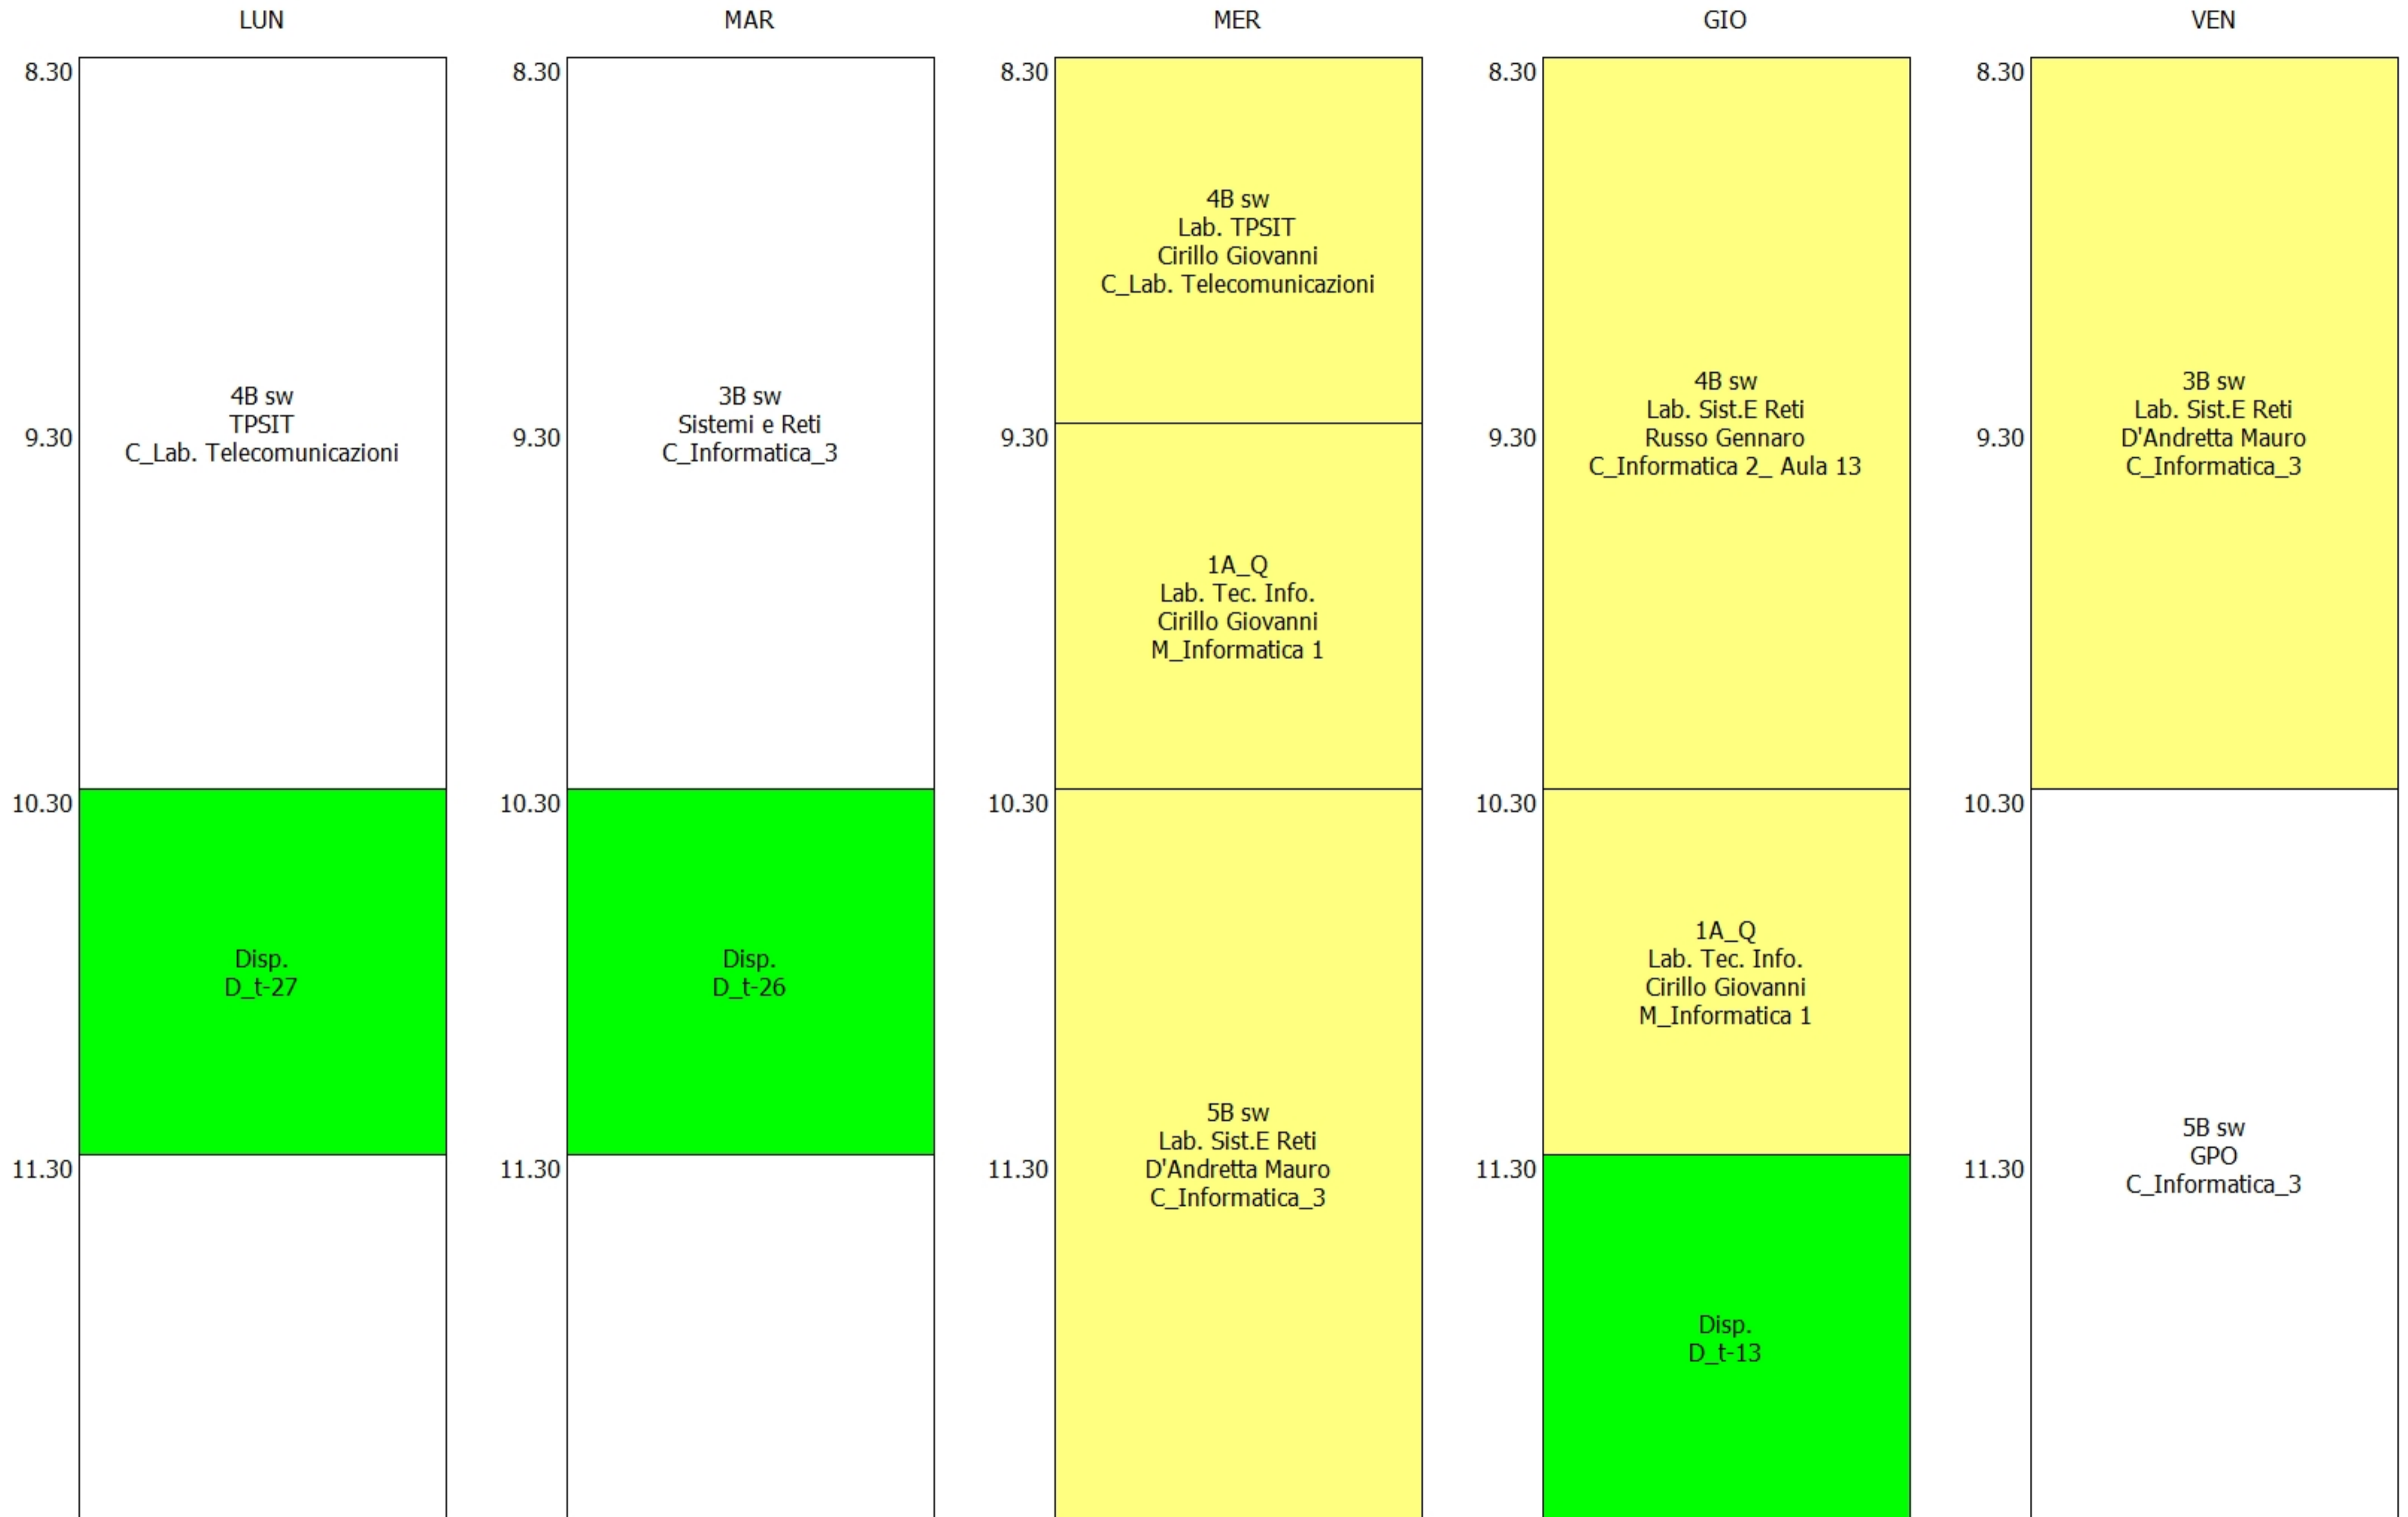 LUN
8.30
4B sw
TPSIT
C_Lab. Telecomunicazioni
9.30
10.30
Disp.
D_t-27
11.30
MAR
8.30
3B sw
Sistemi e Reti
C_Informatica_3
9.30
10.30
Disp.
D_t-26
11.30
MER
8.30
4B sw
Lab. TPSIT
Cirillo Giovanni
C_Lab. Telecomunicazioni
9.30
1A_Q
Lab. Tec. Info.
Cirillo Giovanni
M_Informatica 1
10.30
5B sw
Lab. Sist.E Reti
D'Andretta Mauro
C_Informatica_3
11.30
GIO
8.30
4B sw
Lab. Sist.E Reti
Russo Gennaro
C_Informatica 2_ Aula 13
9.30
10.30
1A_Q
Lab. Tec. Info.
Cirillo Giovanni
M_Informatica 1
11.30
Disp.
D_t-13
VEN
8.30
3B sw
Lab. Sist.E Reti
D'Andretta Mauro
C_Informatica_3
9.30
10.30
5B sw
GPO
C_Informatica_3
11.30